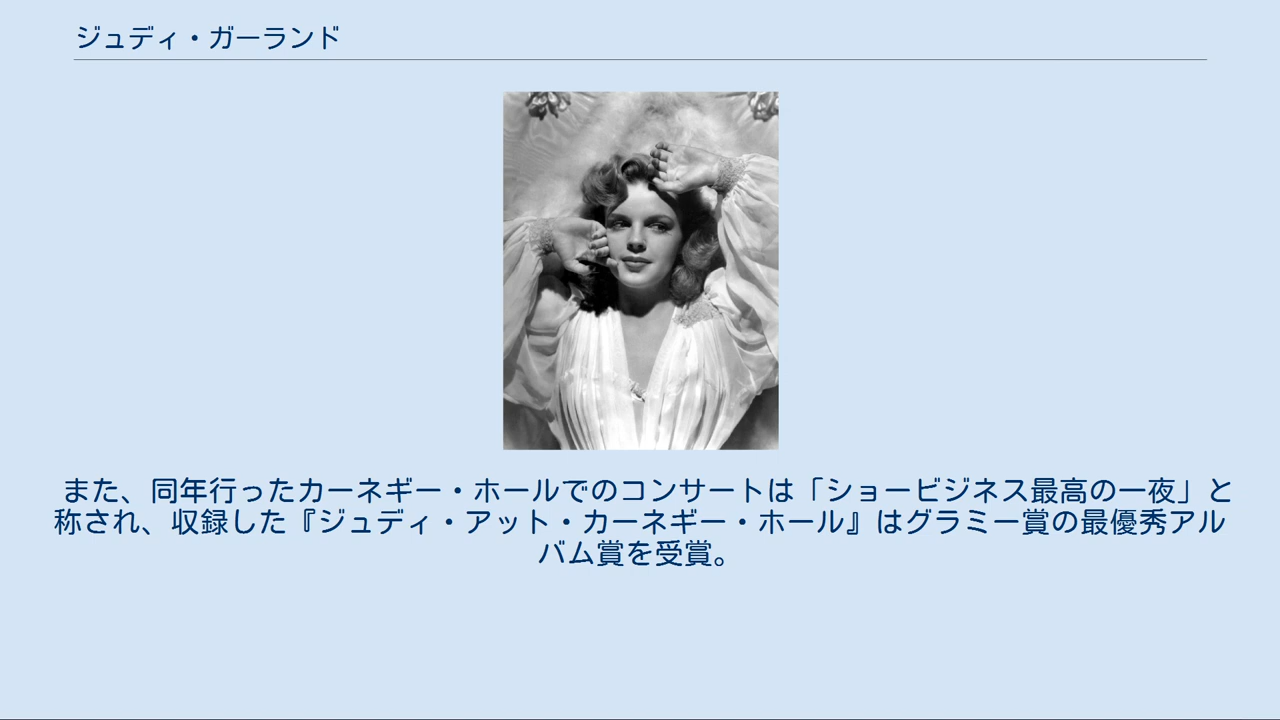 ジュディ・ガーランド
また、同年行ったカーネギー・ホールでのコンサートは「ショービジネス最高の一夜」と
称され、収録した『ジュディ・アット・カーネギー・ホール』はグラミー賞の最優秀アル
バム賞を受賞。